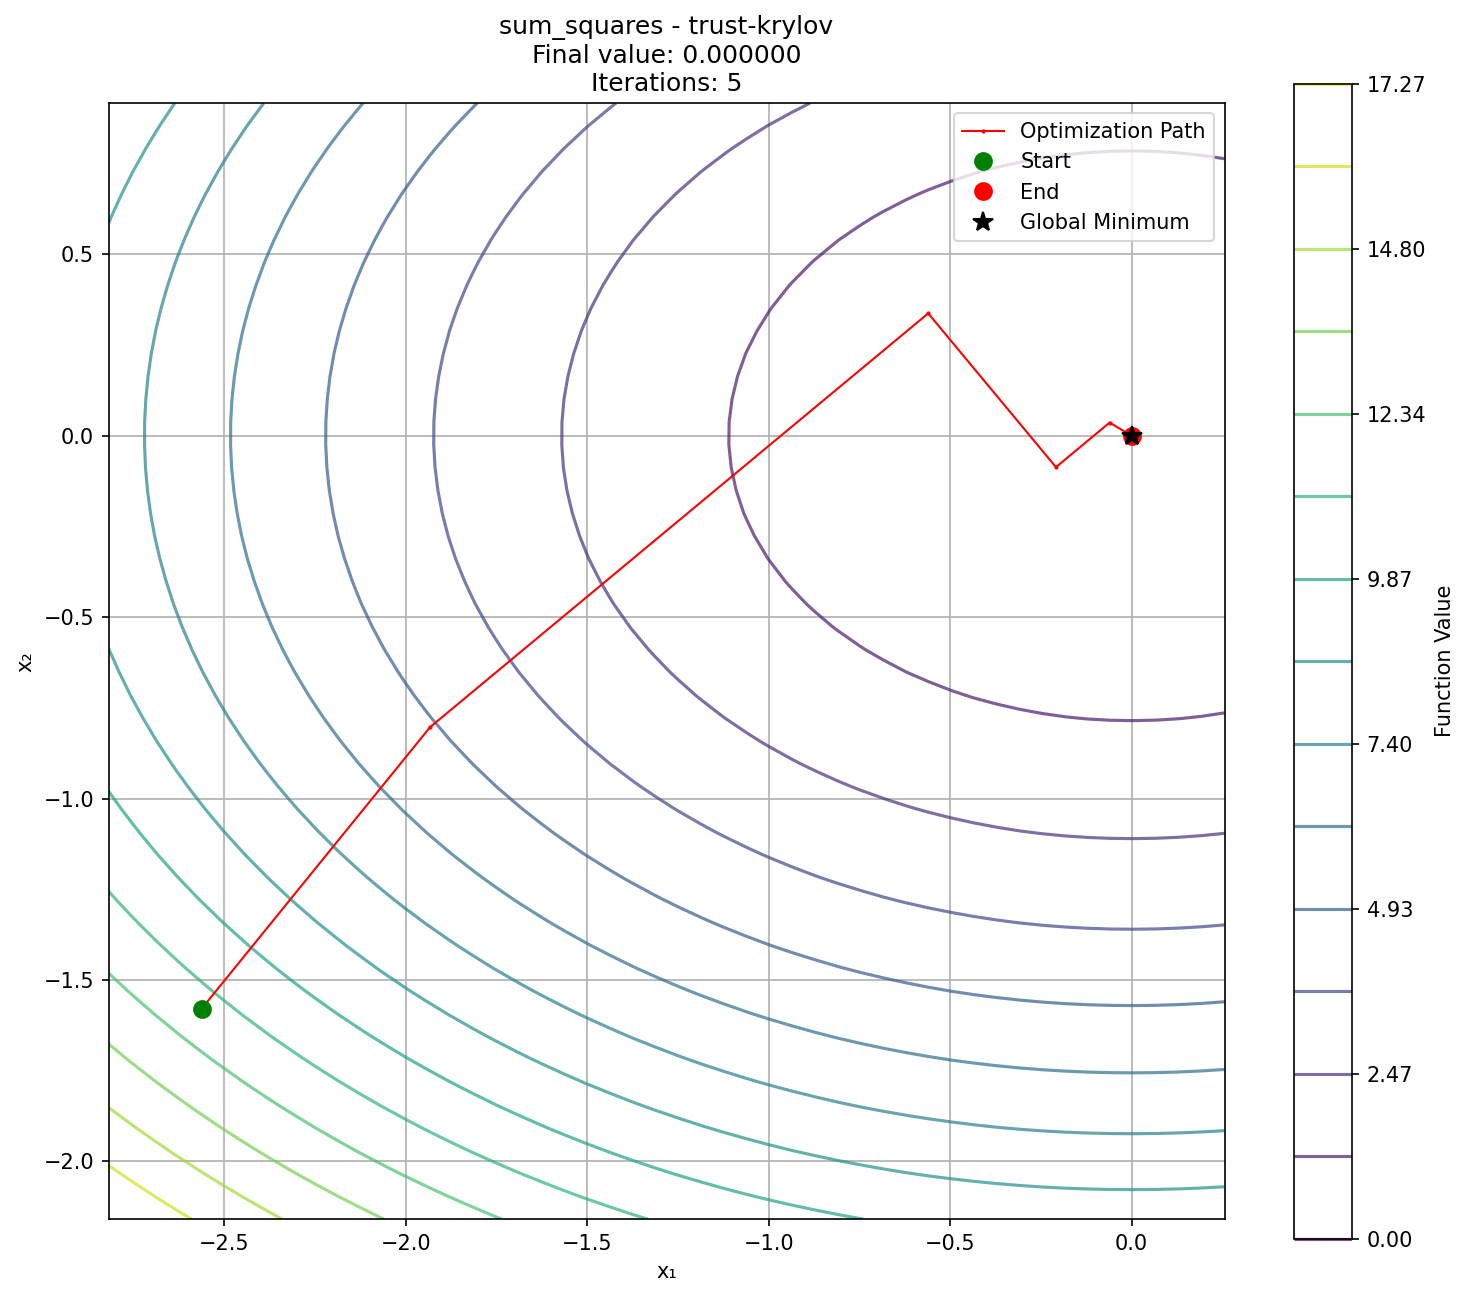 sum_squares - trust-krylov
Final value: 0.000000
Iterations: 5
Optimization Path
Start
End
Global Minimum
0.5
0.0
−0.5
−1.0
−1.5
−2.0
x₂
−2.5
−2.0
−1.5
−1.0
−0.5
0.0
x₁
17.27
14.80
12.34
9.87
7.40
4.93
2.47
0.00
Function Value